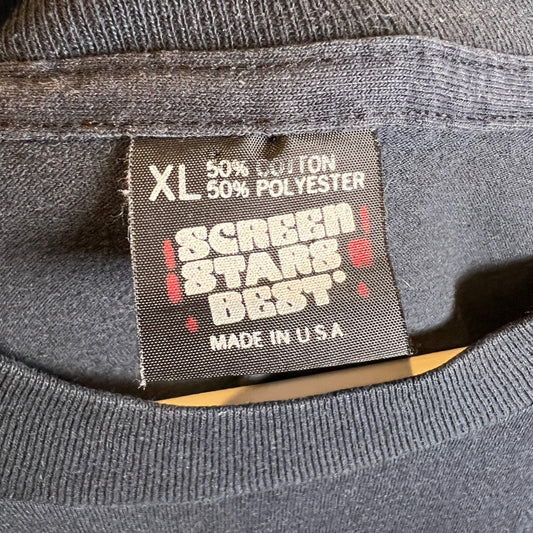 XL 50% COTTON
50% POLYESTER
SCREEN
STARS
BEST.
MADE IN U.S.A